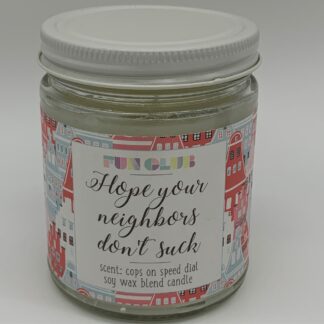 FUN CLUB
Hope your
neighbors
don't suck
scent: cops on speed dial
soy wax blend candle